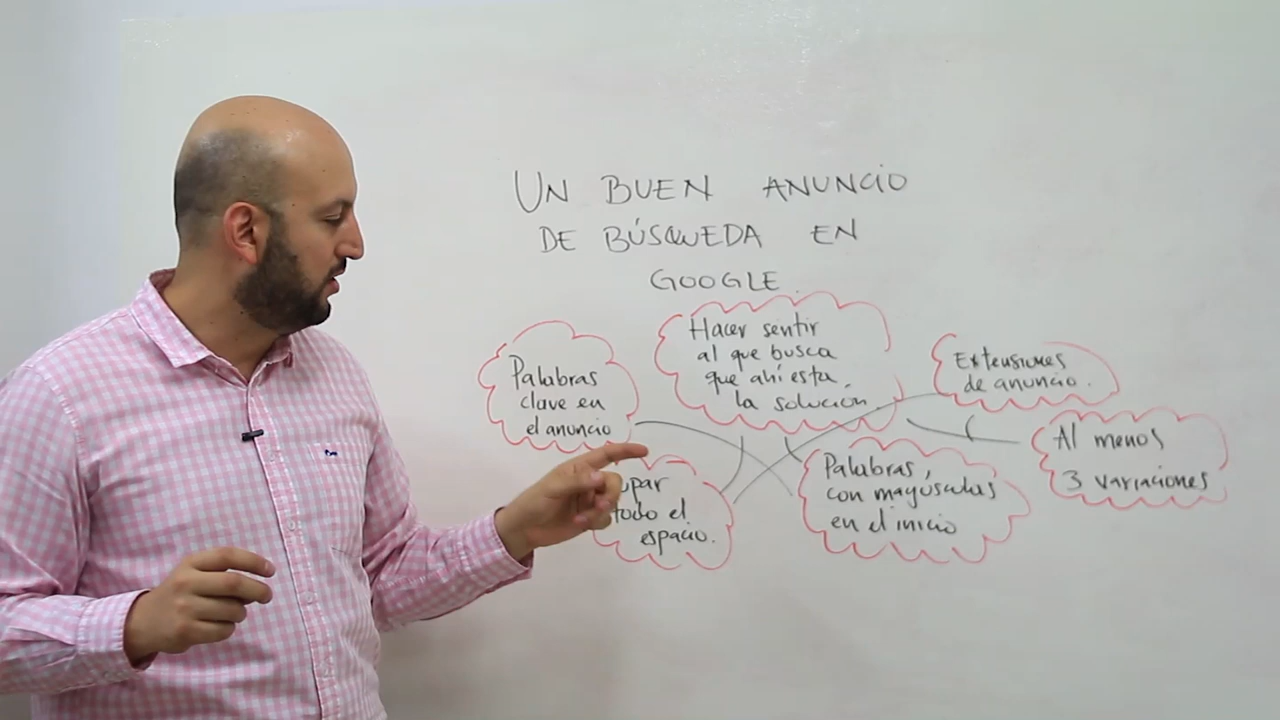 UN BUEN ANUNCIO
DE BÚSQUEDA EN
GOOGLE.
Palabras
clave en
el anuncio
Hacer sentir
al que busca
que ahí esta
la solución
Extensiones
de anuncio.
todo el
espacio.
Palabras,
con mayúsculas
en el inicio
Al menos
3 variaciones